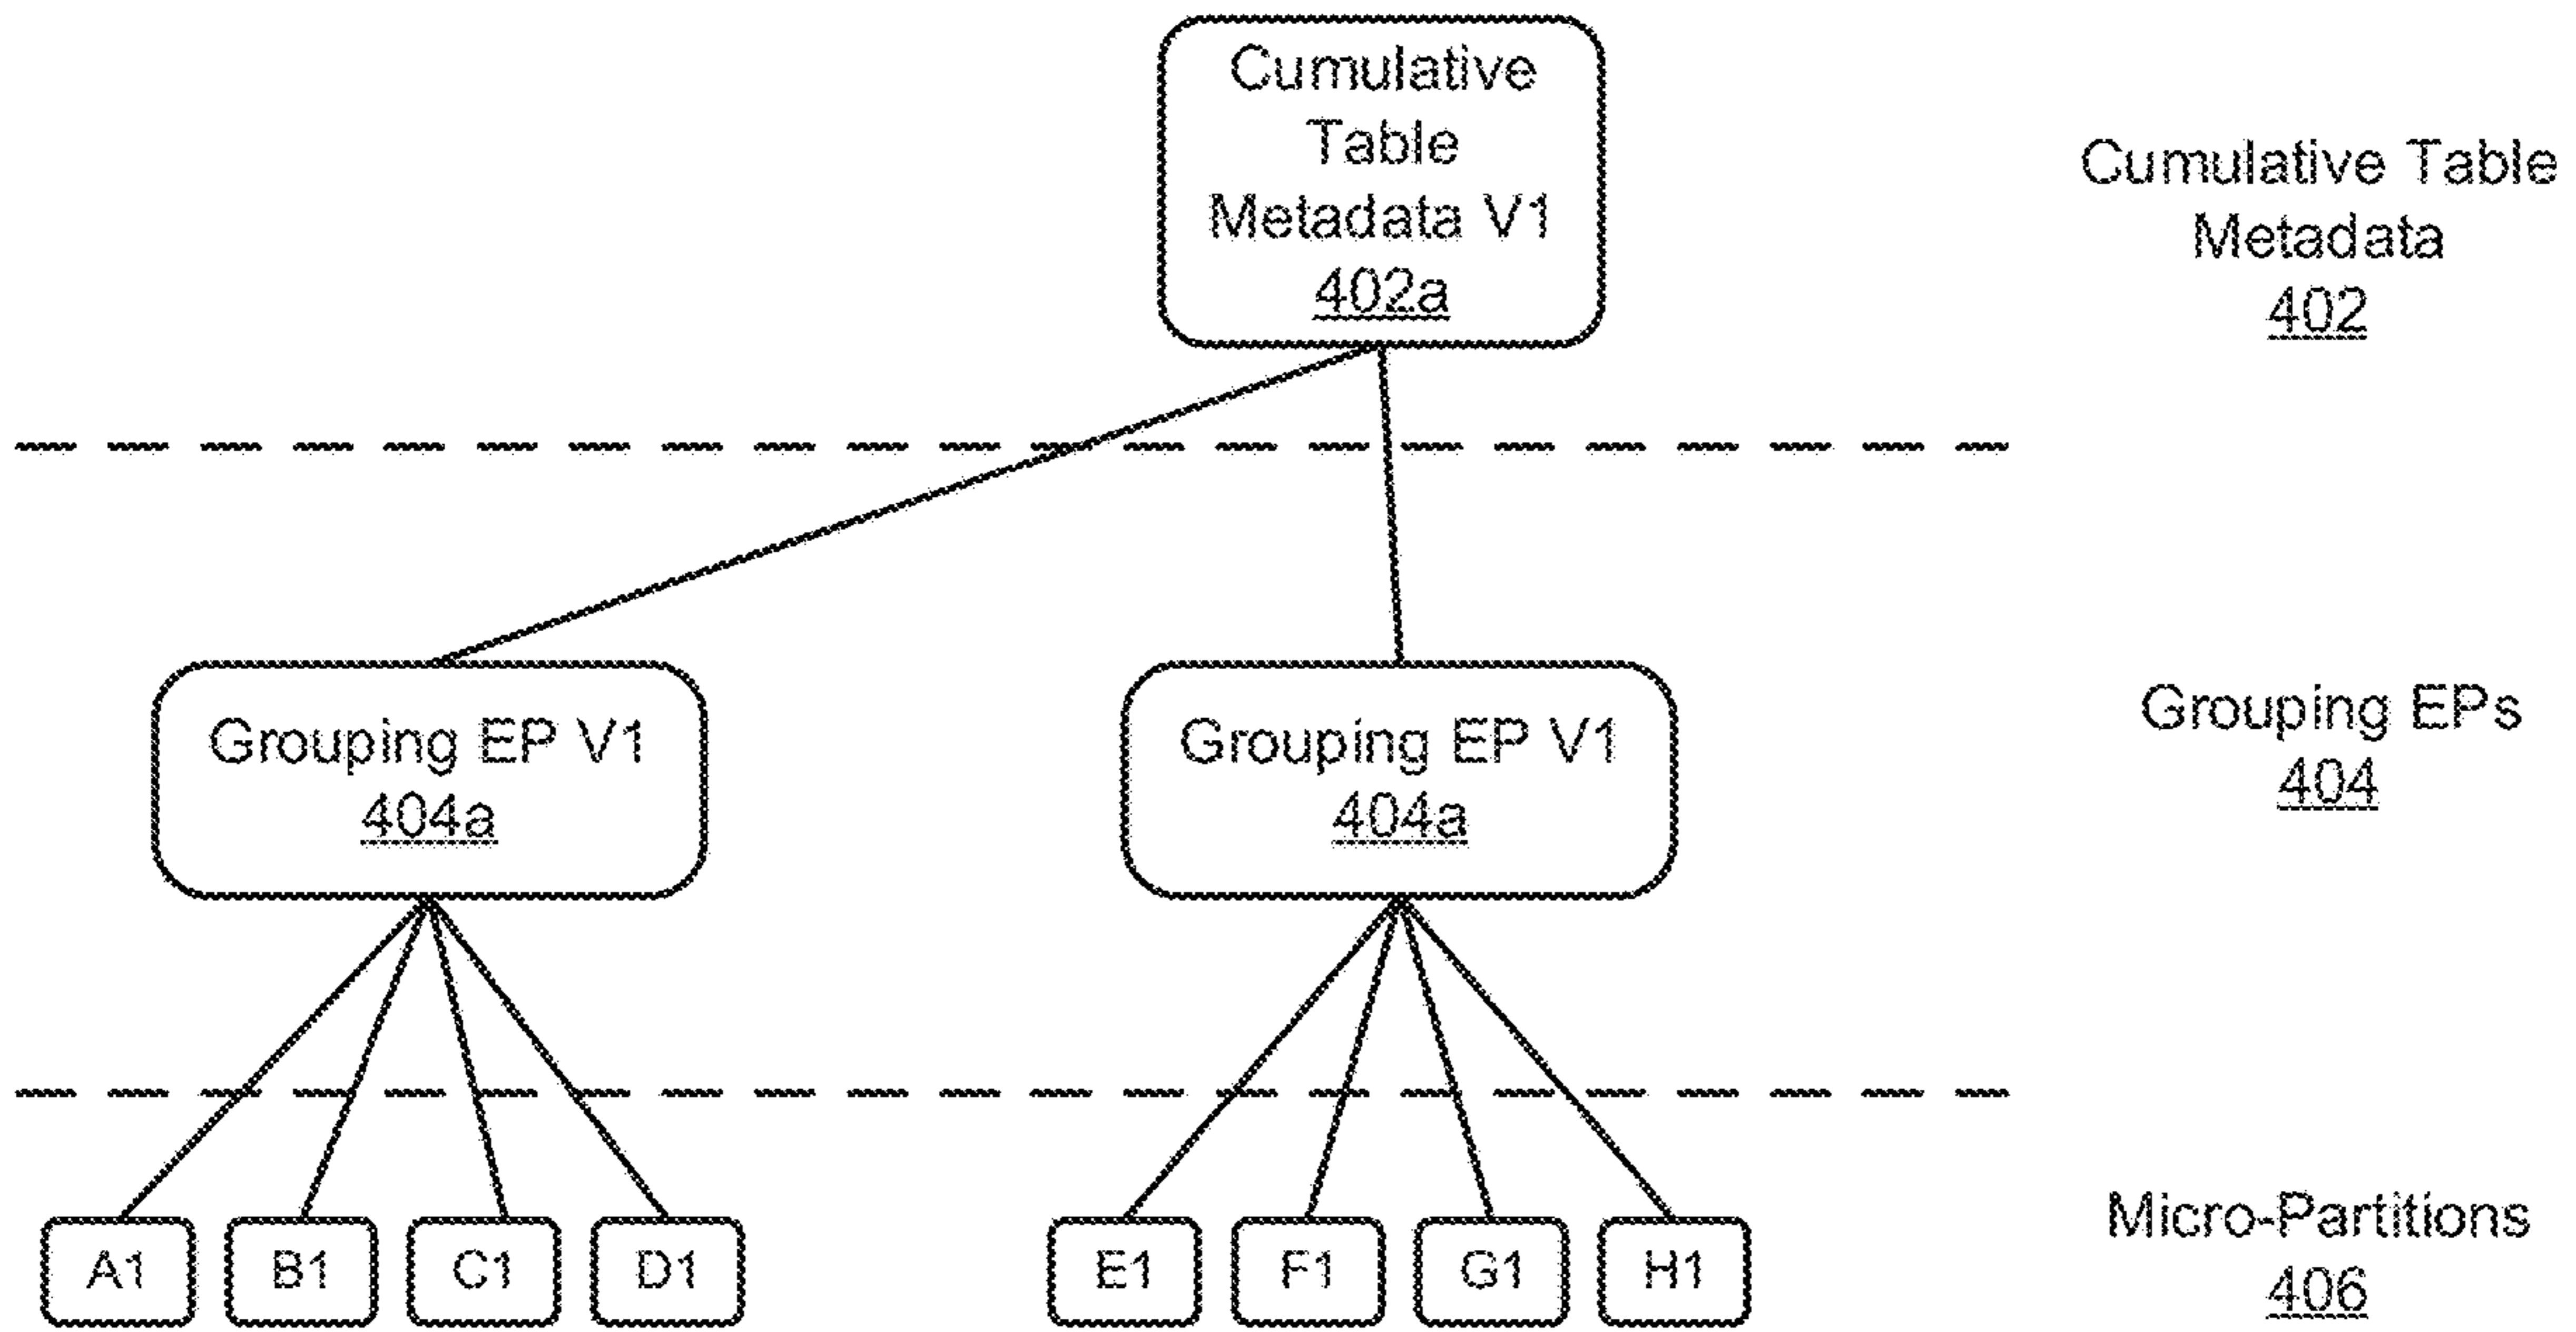 Cumulative
Table
Metadata V1
402a
Cumulative Table
Metadata
402
Grouping EP V1
404a
Grouping EP V1
404a
Grouping EPs
404
A1
B1
C1
D1
E1
F1
G1
H1
Micro-Partitions
406